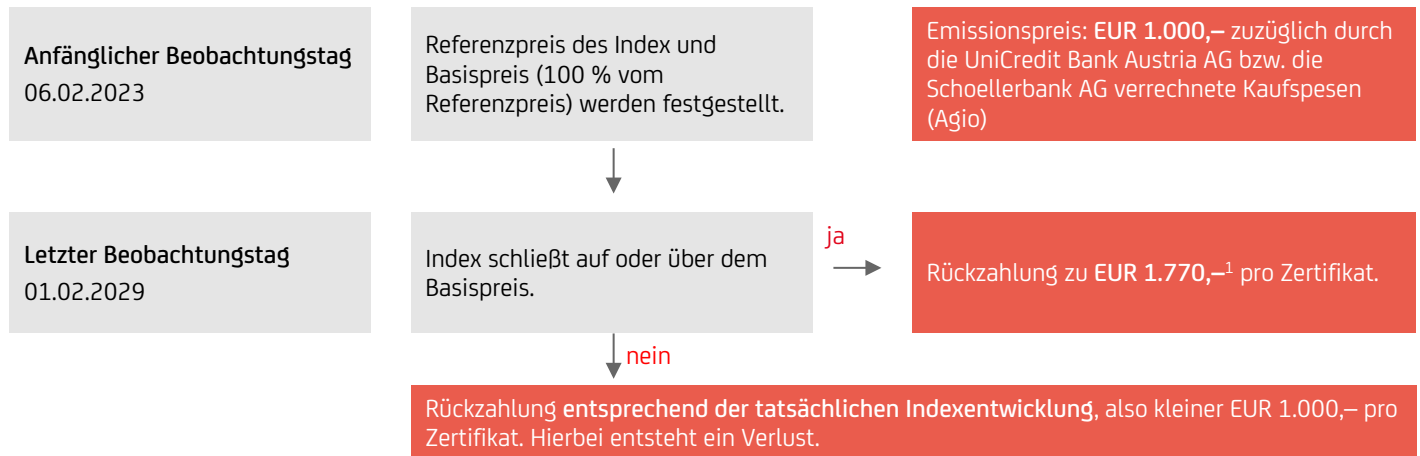 Anfänglicher Beobachtungstag
06.02.2023
Referenzpreis des Index und
Basispreis (100 % vom
Referenzpreis) werden festgestellt.
Emissionspreis: EUR 1.000,– zuzüglich durch
die UniCredit Bank Austria AG bzw. die
Schoellerbank AG verrechnete Kaufspesen
(Agio)
Letzter Beobachtungstag
01.02.2029
Index schließt auf oder über dem
Basispreis.
ja
Rückzahlung zu EUR 1.770,–¹ pro Zertifikat.
nein
Rückzahlung entsprechend der tatsächlichen Indexentwicklung, also kleiner EUR 1.000,– pro
Zertifikat. Hierbei entsteht ein Verlust.